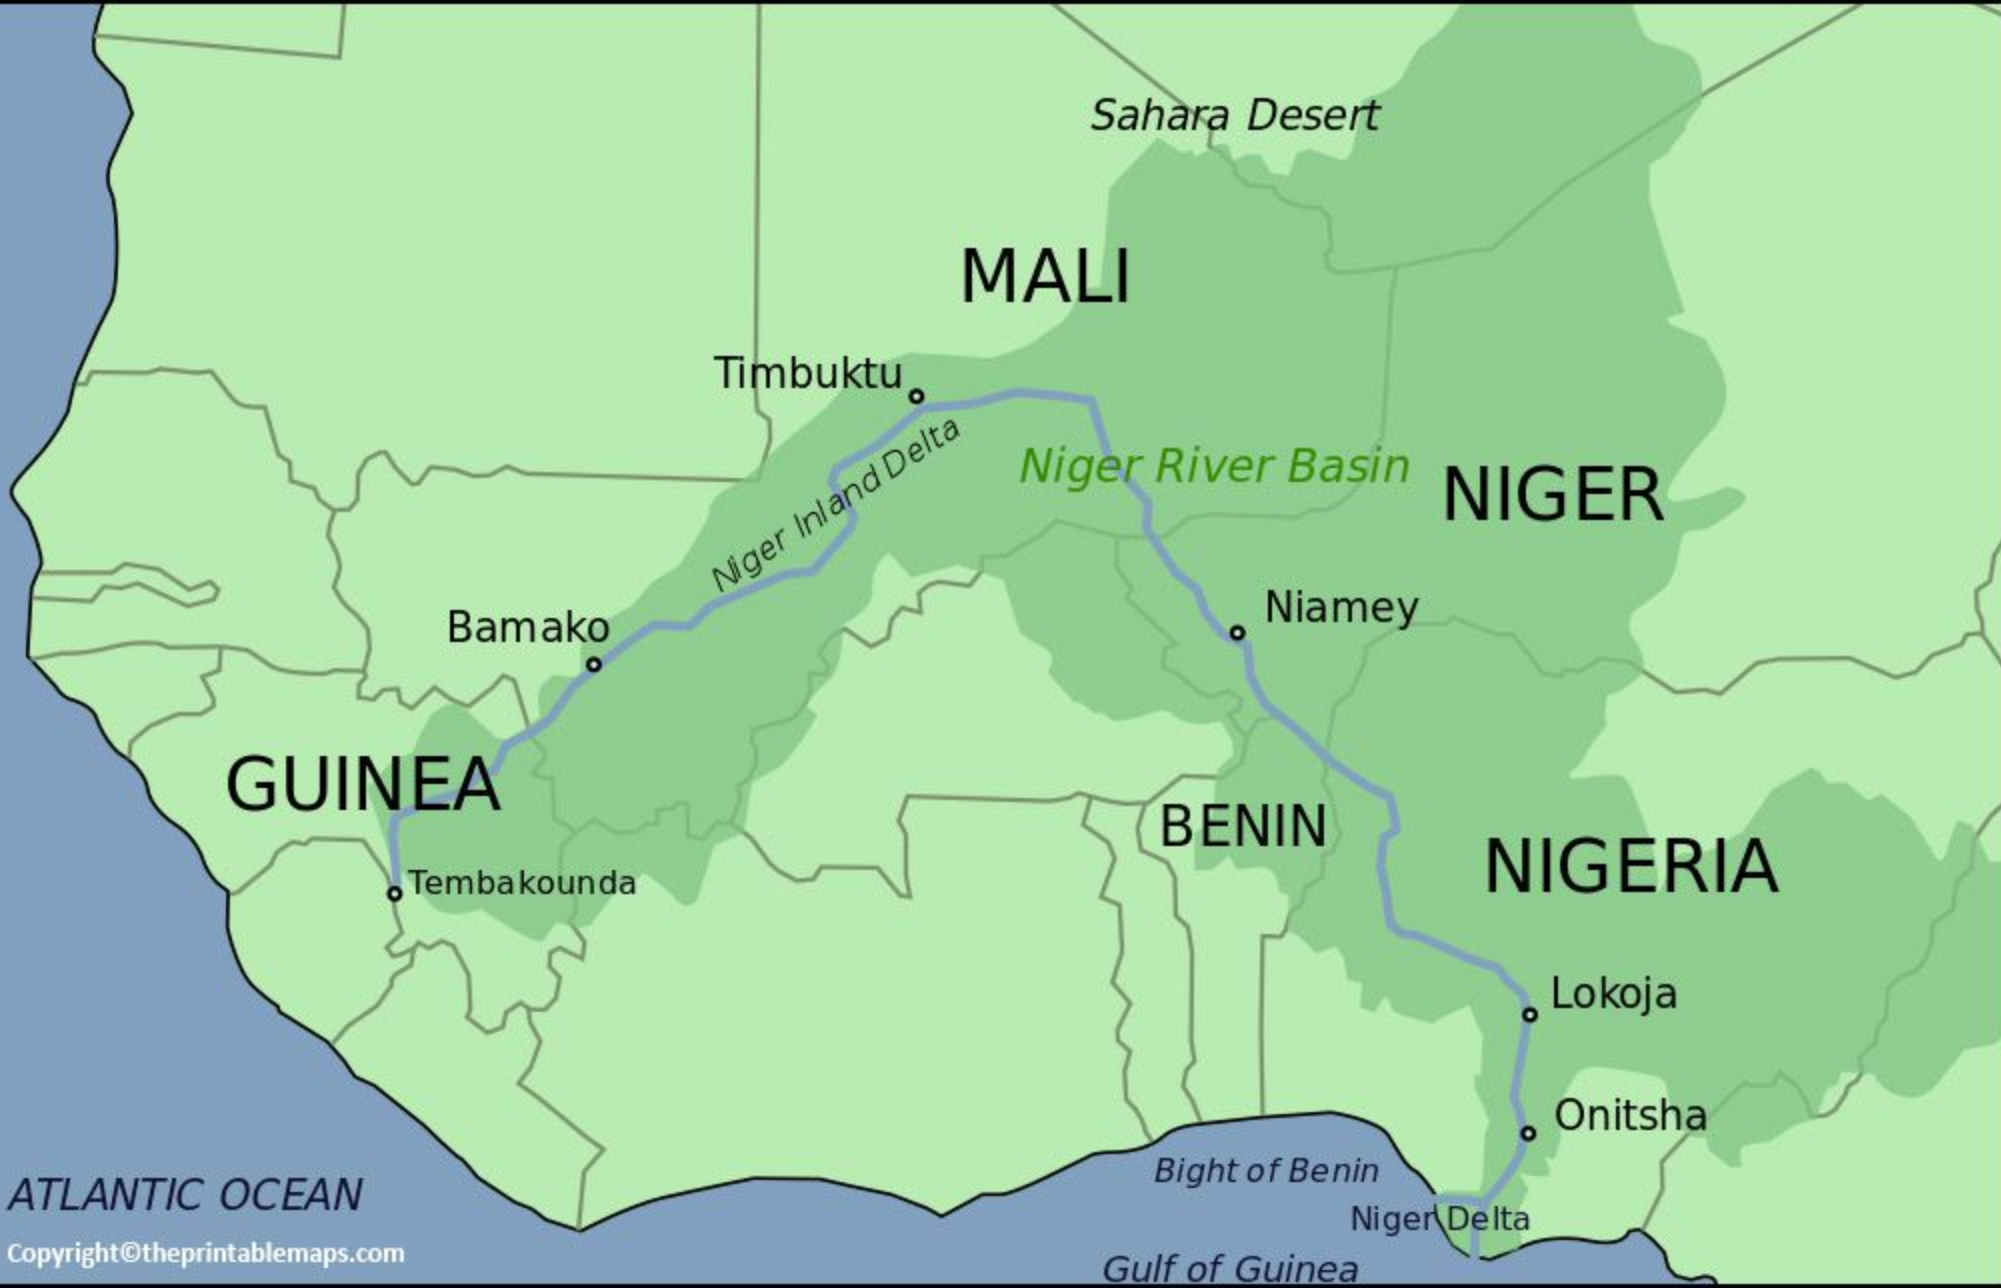 Sahara Desert
MALI
Timbuktu
Niger Inland Delta
Niger River Basin
NIGER
Bamako
Niamey
GUINEA
BENIN
NIGERIA
Tembakounda
Lokoja
Onitsha
Bight of Benin
ATLANTIC OCEAN
Niger Delta
Copyright©theprintablemaps.com
Gulf of Guinea